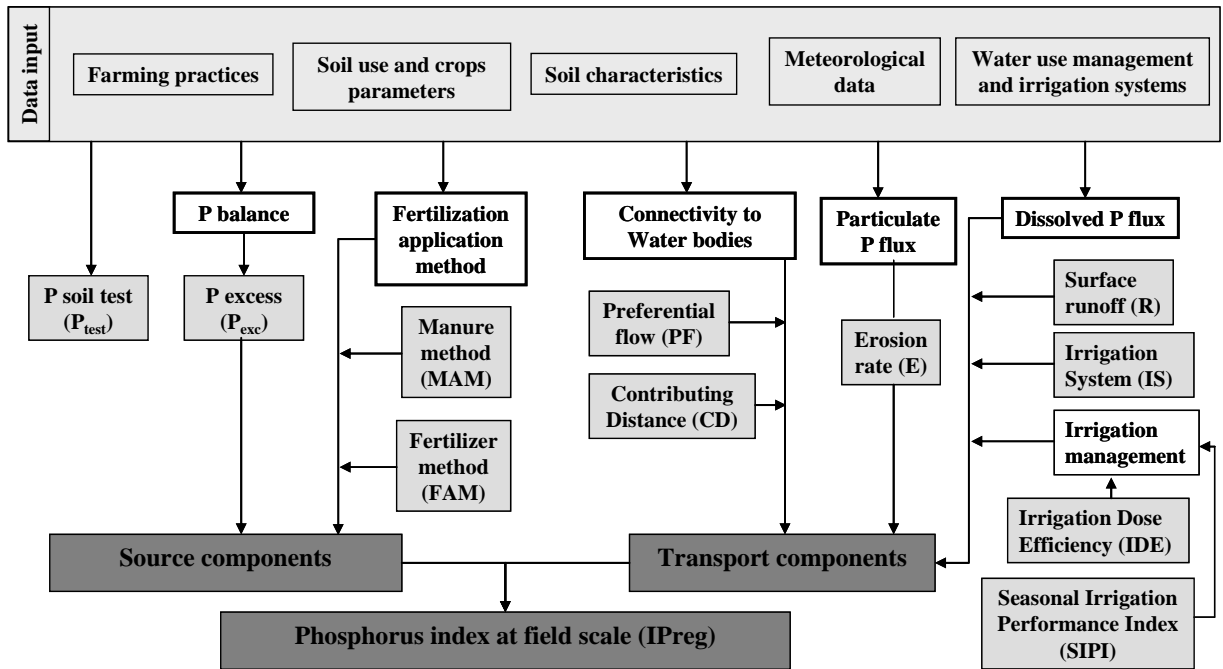 Data input
Farming practices
Soil use and crops
parameters
Soil characteristics
Meteorological
data
Water use management
and irrigation systems
P balance
Fertilization
application
method
Connectivity to
Water bodies
Particulate
P flux
Dissolved P flux
P soil test
(Ptest)
P excess
(Pexc)
Manure
method
(MAM)
Fertilizer
method
(FAM)
Preferential
flow (PF)
Contributing
Distance (CD)
Erosion
rate (E)
Surface
runoff (R)
Irrigation
System (IS)
Irrigation
management
Irrigation Dose
Efficiency (IDE)
Seasonal Irrigation
Performance Index
(SIPI)
Source components
Transport components
Phosphorus index at field scale (IPreg)